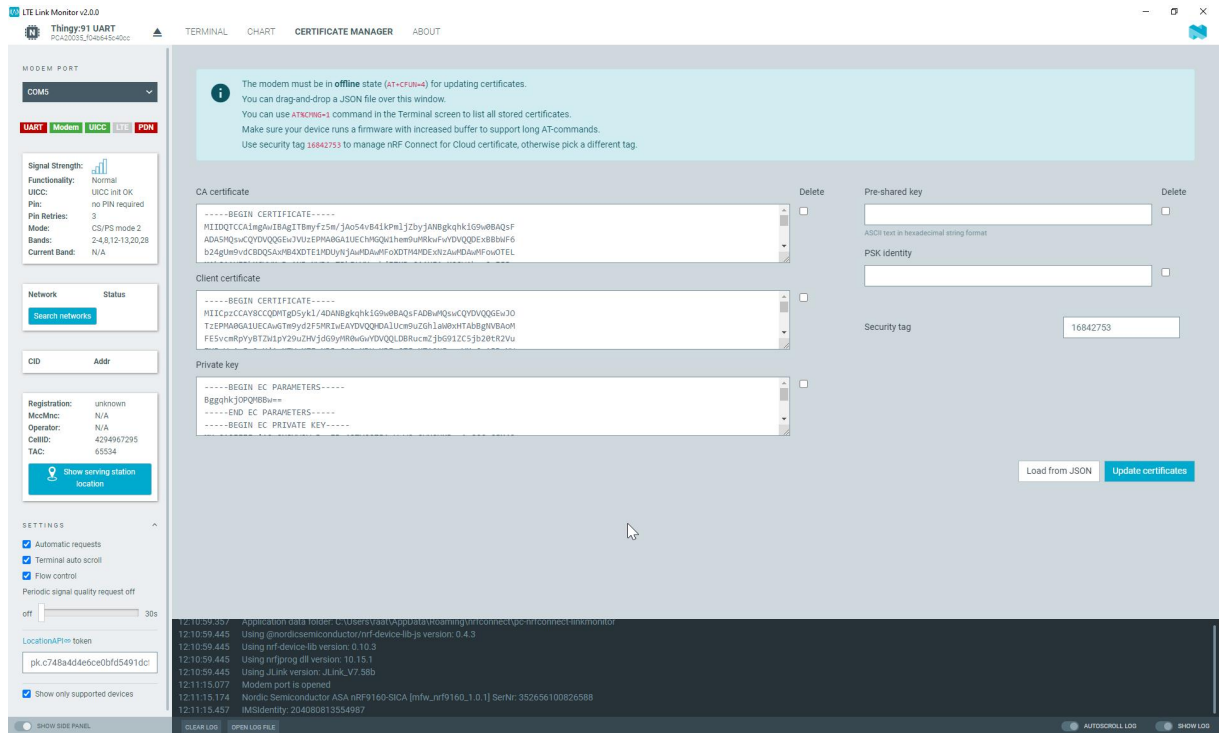 LTE Link Monitor v2.0.0
Thingy:91 UART
PCA20035_f04b645c40cc
TERMINAL CHART CERTIFICATE MANAGER ABOUT
MODEM PORT
COM5
UART Modem UICC LTE PDN
Signal Strength:
Functionality: Normal
UICC: UICC init OK
Pin: no PIN required
Pin Retries: 3
Mode: CS/PS mode 2
Bands: 2-4,8,12-13,20,28
Current Band: N/A
Network Status
Search networks
CID Addr
Registration: unknown
MccMnc: N/A
Operator: N/A
CellID: 4294967295
TAC: 65534
Show serving station
location
SETTINGS
Automatic requests
Terminal auto scroll
Flow control
Periodic signal quality request off
off 30s
LocationAPI token
pk.c748a4d4e6ce0bfd5491dc
Show only supported devices
SHOW SIDE PANEL
The modem must be in offline state (AT+CFUN=4) for updating certificates.
You can drag-and-drop a JSON file over this window.
You can use AT%CMNG=1 command in the Terminal screen to list all stored certificates.
Make sure your device runs a firmware with increased buffer to support long AT-commands.
Use security tag 16842753 to manage nRF Connect for Cloud certificate, otherwise pick a different tag.
CA certificate Delete
-----BEGIN CERTIFICATE-----
MIIDQTCCAimgAwIBAgITBmyfz5m/jAo54vB4ikPmljZbyjANBgkqhkiG9w0BAQsF
ADA5MQswCQYDVQQGEwJVUzEPMA0GA1UEChMGQW1hem9uMRkwFwYDVQQDExBBbWF6
b24gUm9vdCBDQSAxMB4XDTE1MDUyNjAwMDAwMFoXDTM4MDExNzAwMDAwMFowOTEL
Client certificate
-----BEGIN CERTIFICATE-----
MIICpzCCAY8CCQDMTgD5ykl/4DANBgkqhkiG9w0BAQsFADBwMQswCQYDVQQGEwJO
TzEPMA0GA1UECAwGTm9yd2F5MRIwEAYDVQQHDAlUcm9uZGhlaW0xHTAbBgNVBAoM
FE5vcmRpYyBTZW1pY29uZHVjdG9yMR0wGwYDVQQLDBRucmZjbG91ZC5jb20tR2Vu
Private key
-----BEGIN EC PARAMETERS-----
BggqhkjOPQMBBw==
-----END EC PARAMETERS-----
-----BEGIN EC PRIVATE KEY-----
Pre-shared key Delete
ASCII text in hexadecimal string format
PSK identity
Security tag 16842753
Load from JSON Update certificates
12:10:59.357 Application data folder: C:\Users\raat\AppData\Roaming\nrfconnect\pc-nrfconnect-linkmonitor
12:10:59.445 Using @nordicsemiconductor/nrf-device-lib-js version: 0.4.3
12:10:59.445 Using nrf-device-lib version: 0.10.3
12:10:59.445 Using nrfjprog dll version: 10.15.1
12:10:59.445 Using JLink version: JLink_V7.58b
12:11:15.077 Modem port is opened
12:11:15.174 Nordic Semiconductor ASA nRF9160-SICA [mfw_nrf9160_1.0.1] SerNr: 352656100826588
12:11:15.457 IMSIdentity: 204080813554987
CLEAR LOG OPEN LOG FILE AUTOSCROLL LOG SHOW LOG